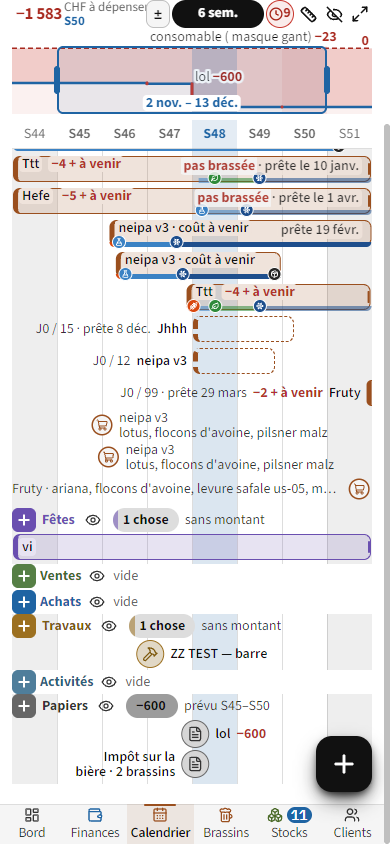 −1 583 CHF à dépenser
S50
±
6 sem.
9
consomable ( masque gant) −23
0
lol −600
2 nov. – 13 déc.
S44 S45 S46 S47 S48 S49 S50 S51
Ttt −4 + à venir pas brassée · prête le 10 janv.
Hefe −5 + à venir pas brassée · prête le 1 avr.
neipa v3 · coût à venir prête 19 févr.
neipa v3 · coût à venir
Ttt −4 + à venir
J0 / 15 · prête 8 déc. Jhhh
J0 / 12 neipa v3
J0 / 99 · prête 29 mars −2 + à venir Fruty
neipa v3
lotus, flocons d'avoine, pilsner malz
neipa v3
lotus, flocons d'avoine, pilsner malz
Fruty · ariana, flocons d'avoine, levure safale us-05, m…
+ Fêtes 1 chose sans montant
vi
+ Ventes vide
+ Achats vide
+ Travaux 1 chose sans montant
ZZ TEST — barre
+ Activités vide
+ Papiers −600 prévu S45–S50
lol −600
Impôt sur la
bière · 2 brassins
+
11
Bord Finances Calendrier Brassins Stocks Clients